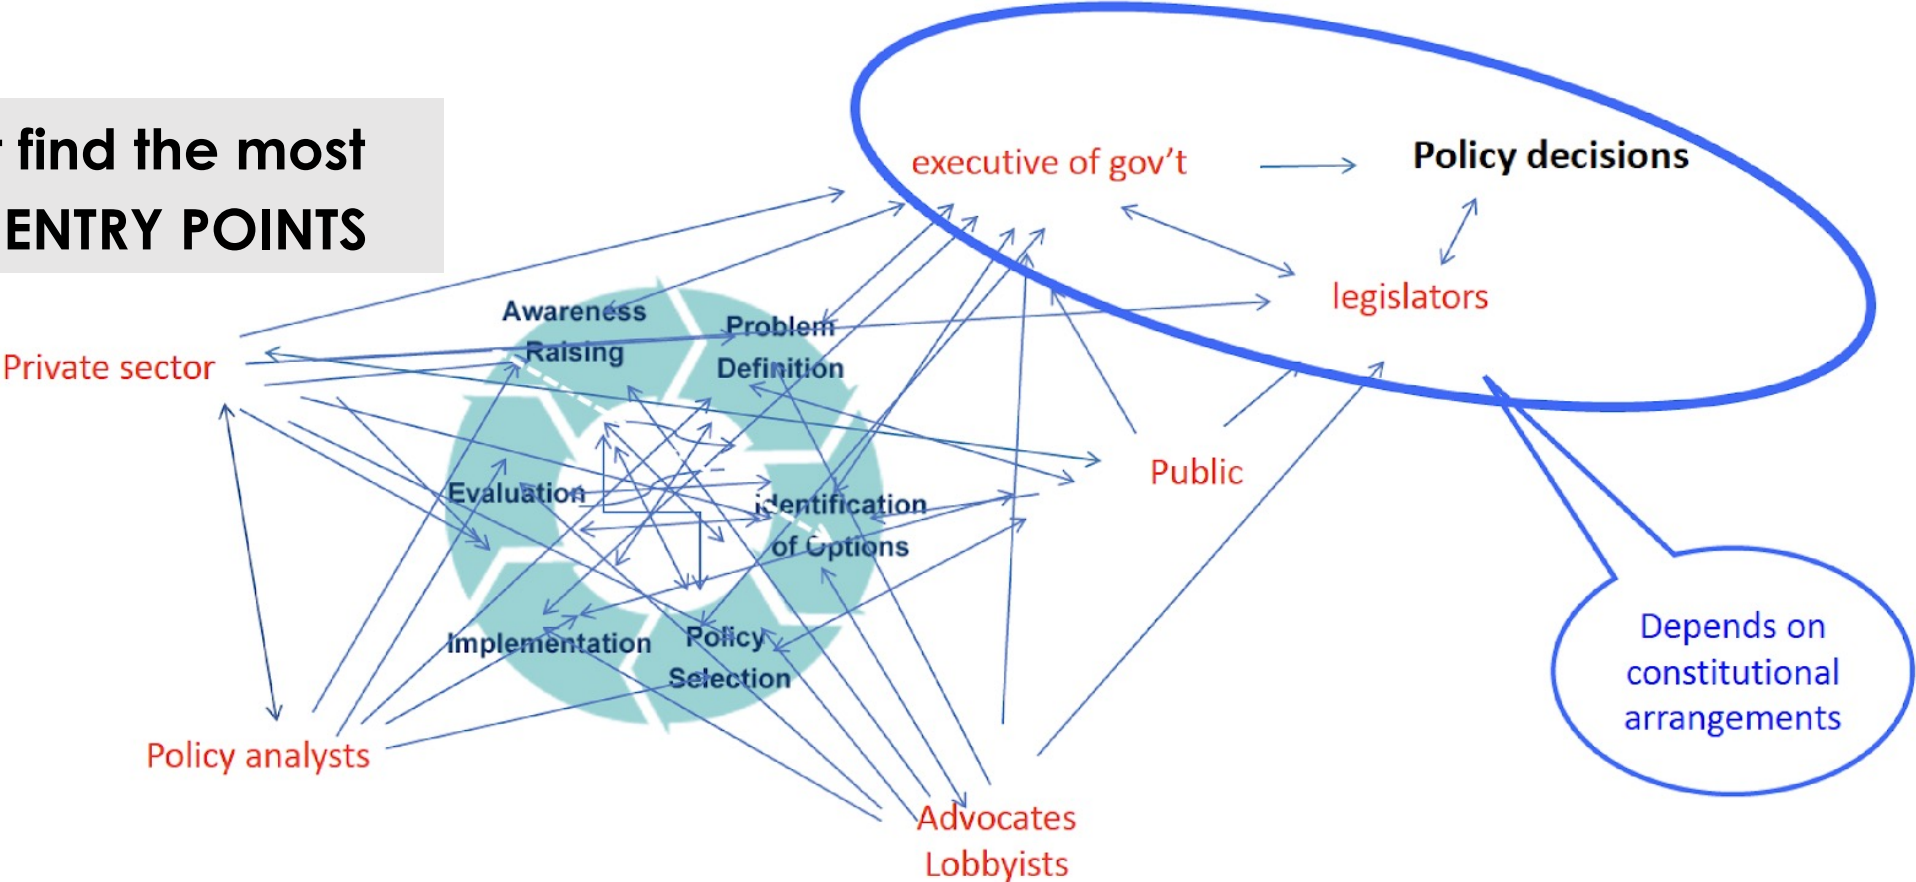 find the most
ENTRY POINTS
executive of gov't
Policy decisions
legislators
Awareness
Raising
Problem
Definition
Private sector
Public
Evaluation
identification
of Options
Implementation
Policy
Selection
Policy analysts
Advocates
Lobbyists
Depends on
constitutional
arrangements